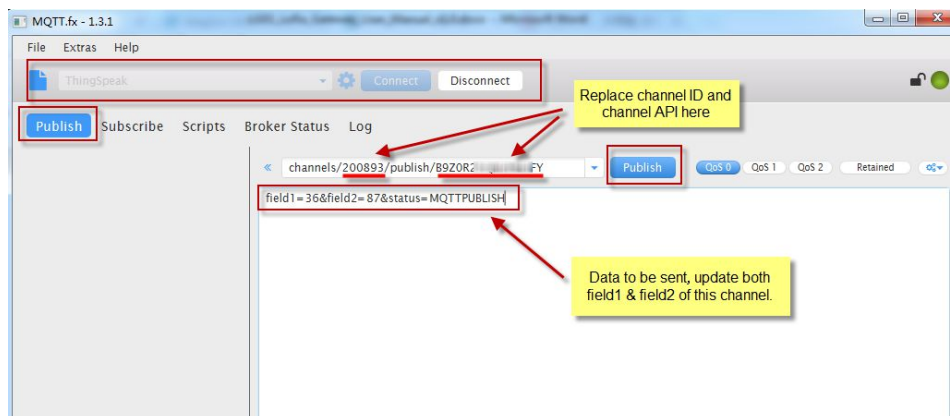 MQTT.fx - 1.3.1
File Extras Help
ThingSpeak Connect Disconnect
Replace channel ID and
channel API here
Publish Subscribe Scripts Broker Status Log
channels/200893/publish/B9Z0R FY Publish QoS 0 QoS 1 QoS 2 Retained
field1=36&field2=87&status=MQTTPUBLISH
Data to be sent, update both
field1 & field2 of this channel.